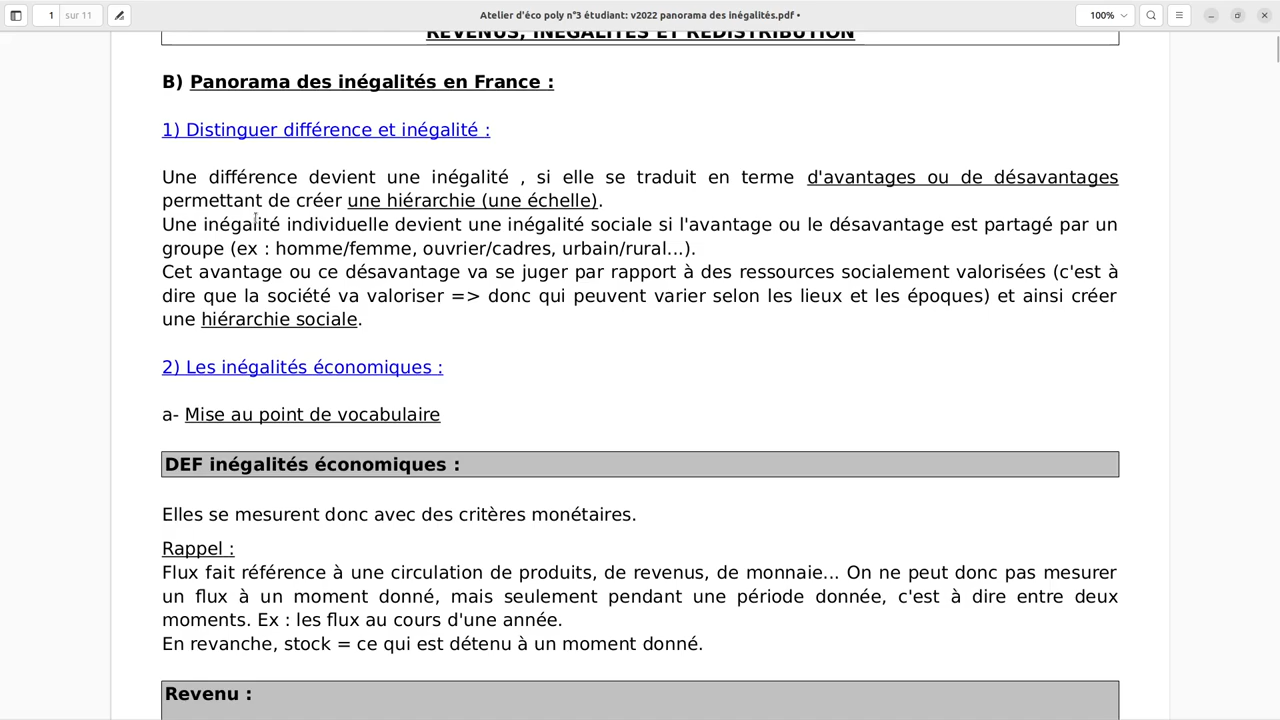 1 sur 11
Atelier d'éco poly n°3 étudiant: v2022 panorama des inégalités.pdf •
100%
REVENUS, INEGALITES ET REDISTRIBUTION
B) Panorama des inégalités en France :
1) Distinguer différence et inégalité :
Une différence devient une inégalité , si elle se traduit en terme d'avantages ou de désavantages
permettant de créer une hiérarchie (une échelle).
Une inégalité individuelle devient une inégalité sociale si l'avantage ou le désavantage est partagé par un
groupe (ex : homme/femme, ouvrier/cadres, urbain/rural...).
Cet avantage ou ce désavantage va se juger par rapport à des ressources socialement valorisées (c'est à
dire que la société va valoriser => donc qui peuvent varier selon les lieux et les époques) et ainsi créer
une hiérarchie sociale.
2) Les inégalités économiques :
a- Mise au point de vocabulaire
DEF inégalités économiques :
Elles se mesurent donc avec des critères monétaires.
Rappel :
Flux fait référence à une circulation de produits, de revenus, de monnaie... On ne peut donc pas mesurer
un flux à un moment donné, mais seulement pendant une période donnée, c'est à dire entre deux
moments. Ex : les flux au cours d'une année.
En revanche, stock = ce qui est détenu à un moment donné.
Revenu :